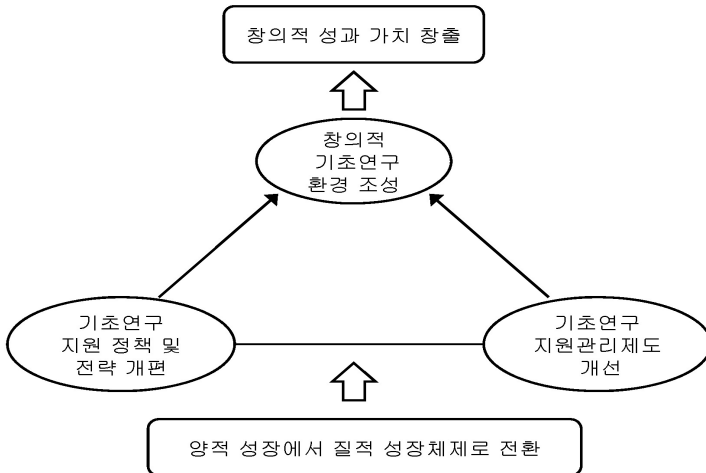 창의적 성과 가치 창출
창의적
기초연구
환경 조성
기초연구
지원 정책 및
전략 개편
기초연구
지원관리제도
개선
양적 성장에서 질적 성장체제로 전환